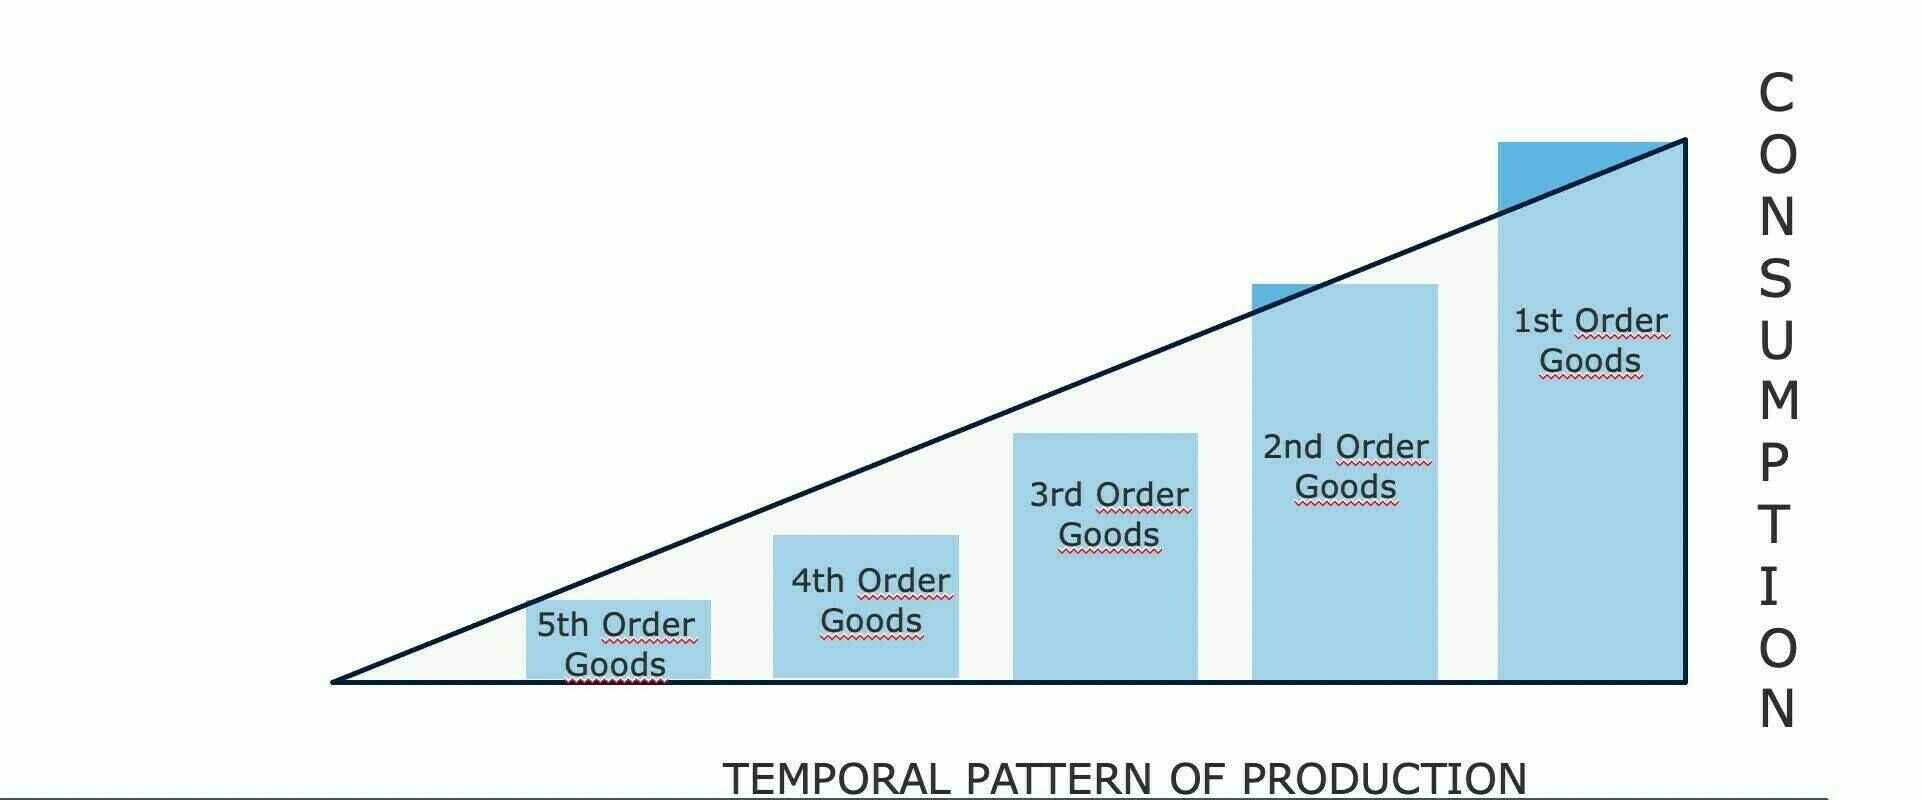 CONSUMPTION
1st Order
Goods
2nd Order
Goods
3rd Order
Goods
4th Order
Goods
5th Order
Goods
TEMPORAL PATTERN OF PRODUCTION